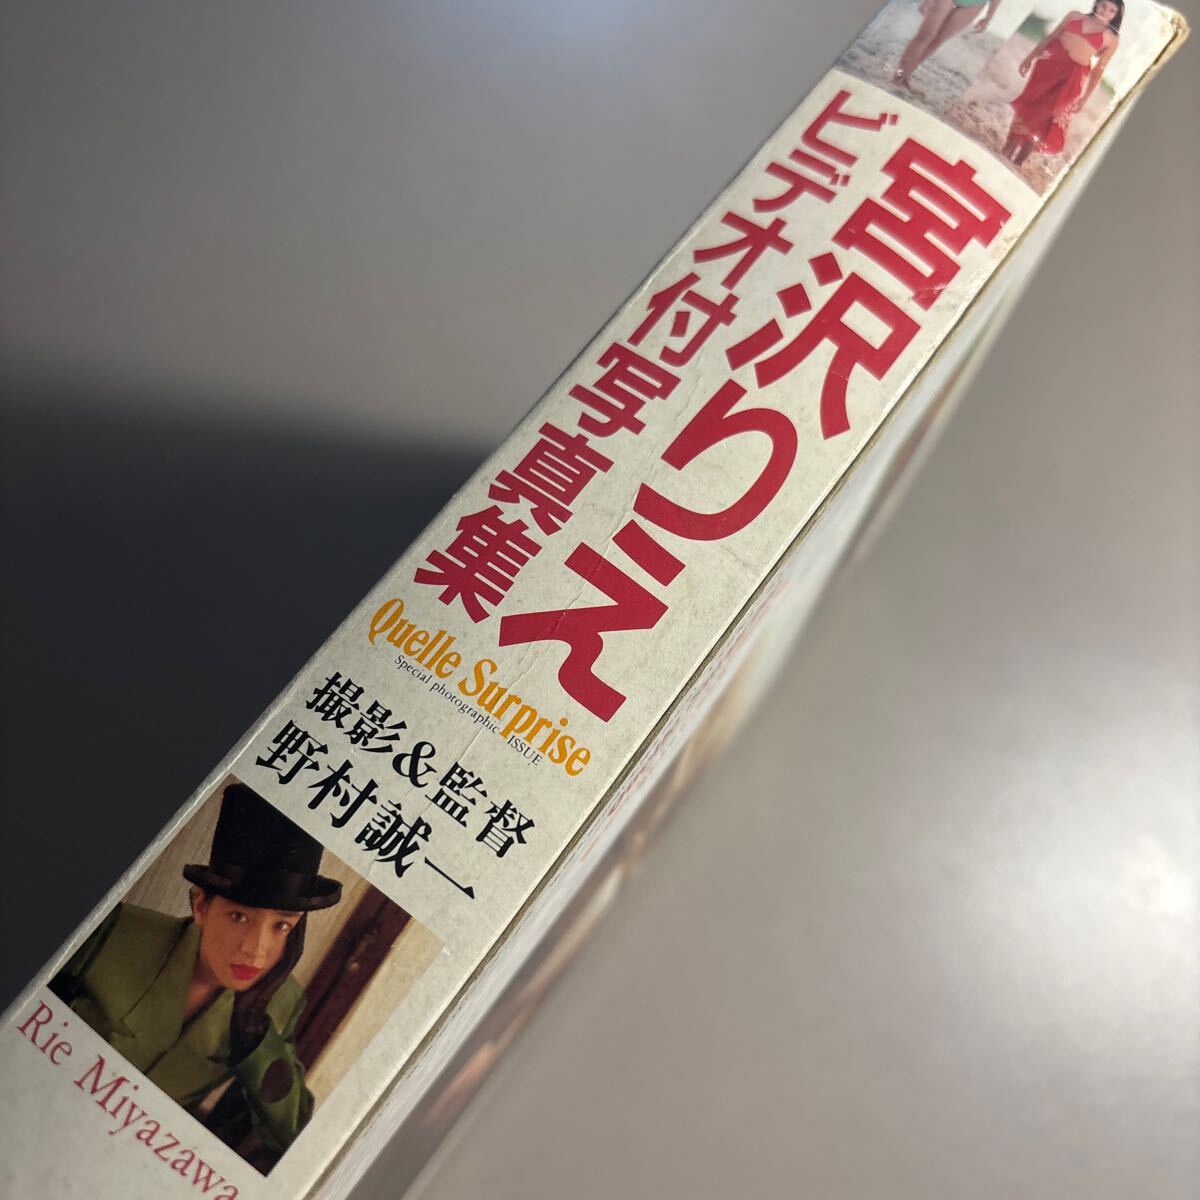 宮沢りえ
ビデオ付写真集
Quelle Surprise
Special photographic ISSUE
撮影&監督
野村誠一
Rie Miyazawa